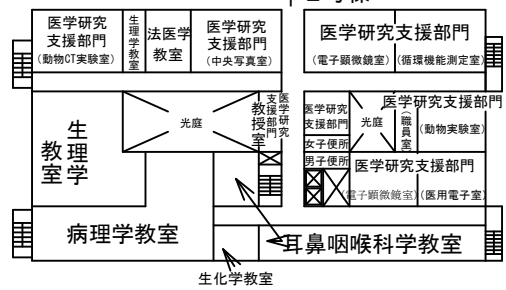 医学研究
支援部門
(動物CT実験室)
生理学教室
法医学
教室
医学研究
支援部門
(中央写真室)
医学研究支援部門
(電子顕微鏡室)
(循環機能測定室)
生理学
教室
光庭
教授室
医学研究
支援部門
医学研究
支援部門
女子便所
男子便所
光庭
職員室
医学研究支援部門
(動物実験室)
医学研究支援部門
(電子顕微鏡室)
(医用電子室)
病理学教室
耳鼻咽喉科学教室
生化学教室